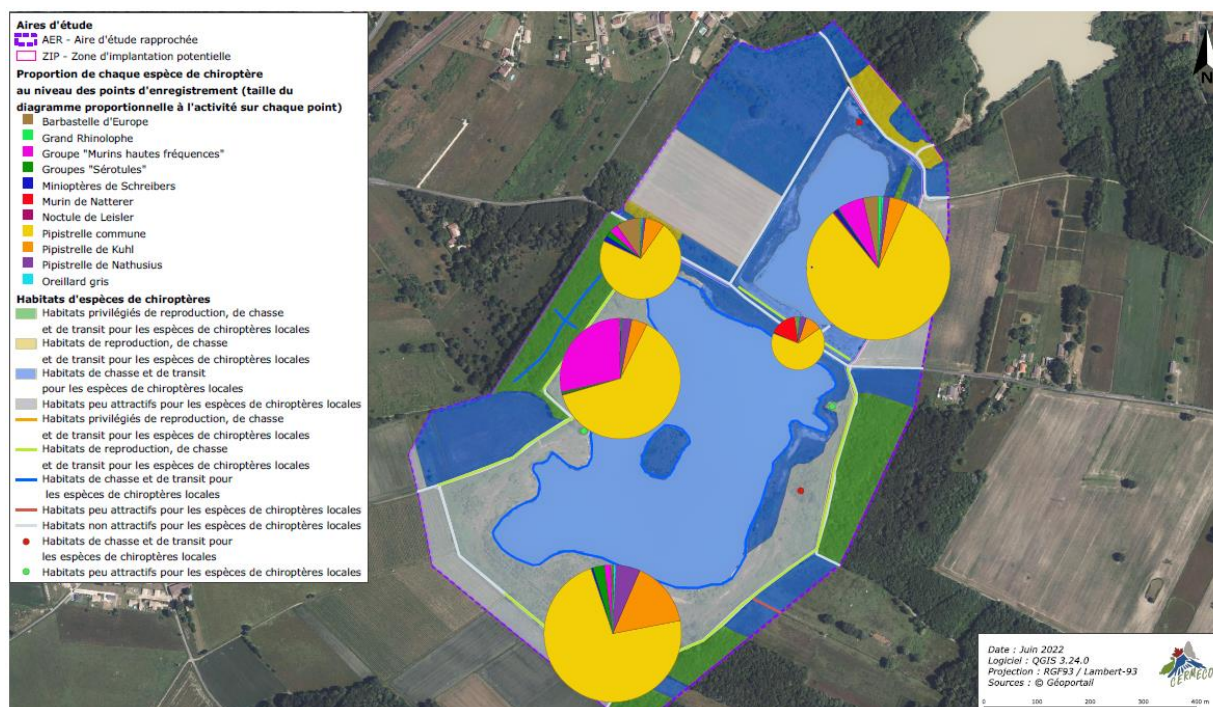 Aires d'étude
AER - Aire d'étude rapprochée
ZIP - Zone d'implantation potentielle
Proportion de chaque espèce de chiroptère
au niveau des points d'enregistrement (taille du
diagramme proportionnelle à l'activité sur chaque point)
Barbastelle d'Europe
Grand Rhinolophe
Groupe "Murins hautes fréquences"
Groupes "Sérotules"
Minioptères de Schreibers
Murin de Natterer
Noctule de Leisler
Pipistrelle commune
Pipistrelle de Kuhl
Pipistrelle de Nathusius
Oreillard gris
Habitats d'espèces de chiroptères
Habitats privilégiés de reproduction, de chasse
et de transit pour les espèces de chiroptères locales
Habitats de reproduction, de chasse
et de transit pour les espèces de chiroptères locales
Habitats de chasse et de transit
pour les espèces de chiroptères locales
Habitats peu attractifs pour les espèces de chiroptères locales
Habitats privilégiés de reproduction, de chasse
et de transit pour les espèces de chiroptères locales
Habitats de reproduction, de chasse
et de transit pour les espèces de chiroptères locales
Habitats de chasse et de transit pour
les espèces de chiroptères locales
Habitats peu attractifs pour les espèces de chiroptères locales
Habitats non attractifs pour les espèces de chiroptères locales
Habitats de chasse et de transit pour
les espèces de chiroptères locales
Habitats peu attractifs pour les espèces de chiroptères locales
N
Date : Juin 2022
Logiciel : QGIS 3.24.0
Projection : RGF93 / Lambert-93
Sources : © Géoportail
CERMECO
0 100 200 300 400 m